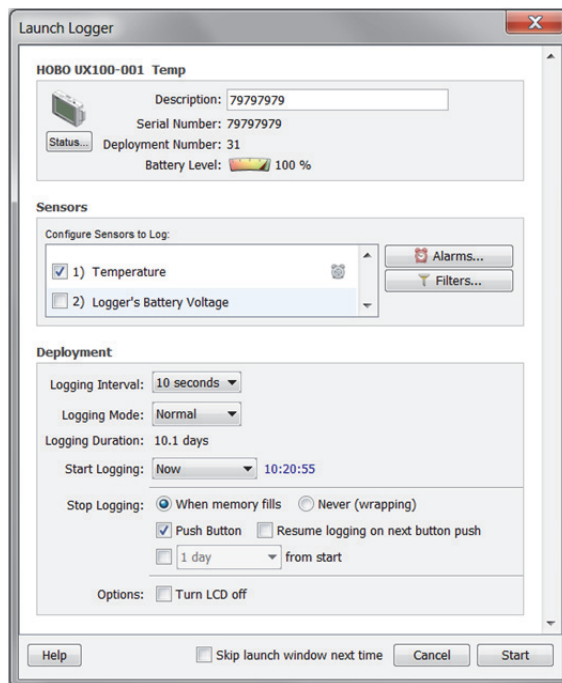 Launch Logger
HOBO UX100-001 Temp
Description: 79797979
Serial Number: 79797979
Status... Deployment Number: 31
Battery Level: 100 %
Sensors
Configure Sensors to Log:
1) Temperature
Alarms...
2) Logger's Battery Voltage
Filters...
Deployment
Logging Interval: 10 seconds
Logging Mode: Normal
Logging Duration: 10.1 days
Start Logging: Now 10:20:55
Stop Logging: When memory fills Never (wrapping)
Push Button Resume logging on next button push
1 day from start
Options: Turn LCD off
Help Skip launch window next time Cancel Start